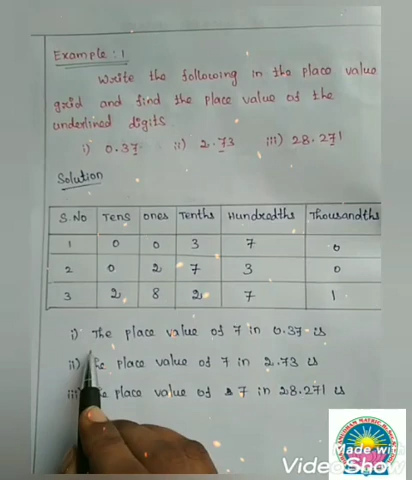 Example : 1
Write the following in the place value
grid and find the place value of the
underlined digits.
i) 0.37. ii) 2.73 iii) 28.271
Solution
S.No Tens ones Tenths Hundredths Thousandths
1 0 0 3 7 0
2 0 2 7 3 0
3 2 8 2 7 1
i) The place value of 7 in 0.37 is
ii) place value of 7 in 2.73 is
place value of 7 in 28.271 is
Made with
VideoShow